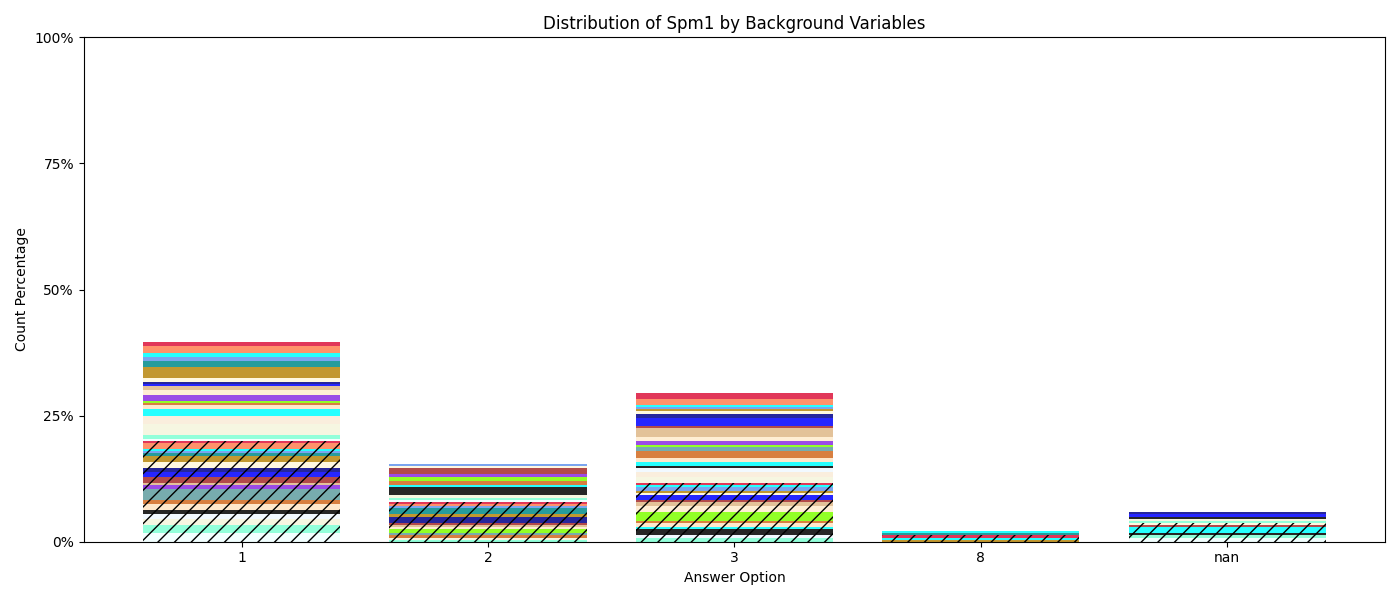 Distribution of Spm1 by Background Variables
100%
75%
50%
25%
0%
Count Percentage
1 2 3 8 nan
Answer Option